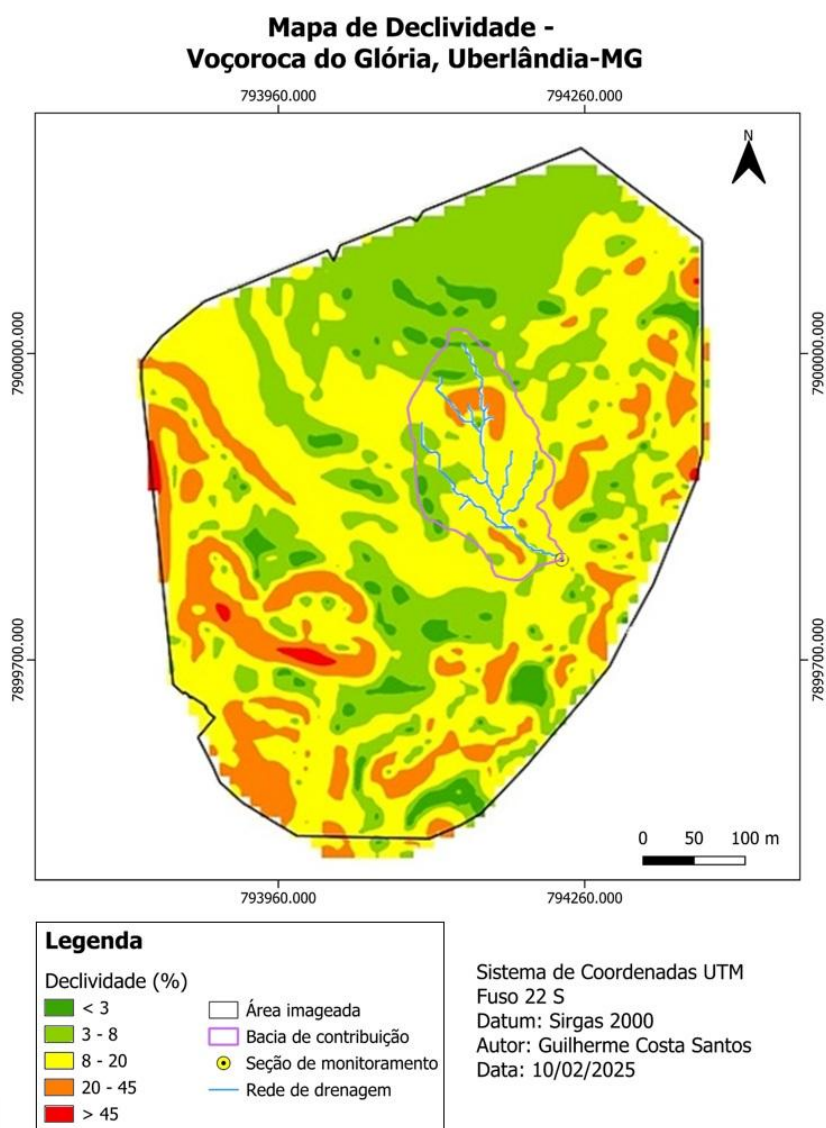 Mapa de Declividade -
Voçoroca do Glória, Uberlândia-MG
793960.000
794260.000
N
7900000.000
7900000.000
7899700.000
7899700.000
0 50 100 m
793960.000
794260.000
Legenda
Declividade (%)
< 3
3 - 8
8 - 20
20 - 45
> 45
Área imageada
Bacia de contribuição
Seção de monitoramento
Rede de drenagem
Sistema de Coordenadas UTM
Fuso 22 S
Datum: Sirgas 2000
Autor: Guilherme Costa Santos
Data: 10/02/2025